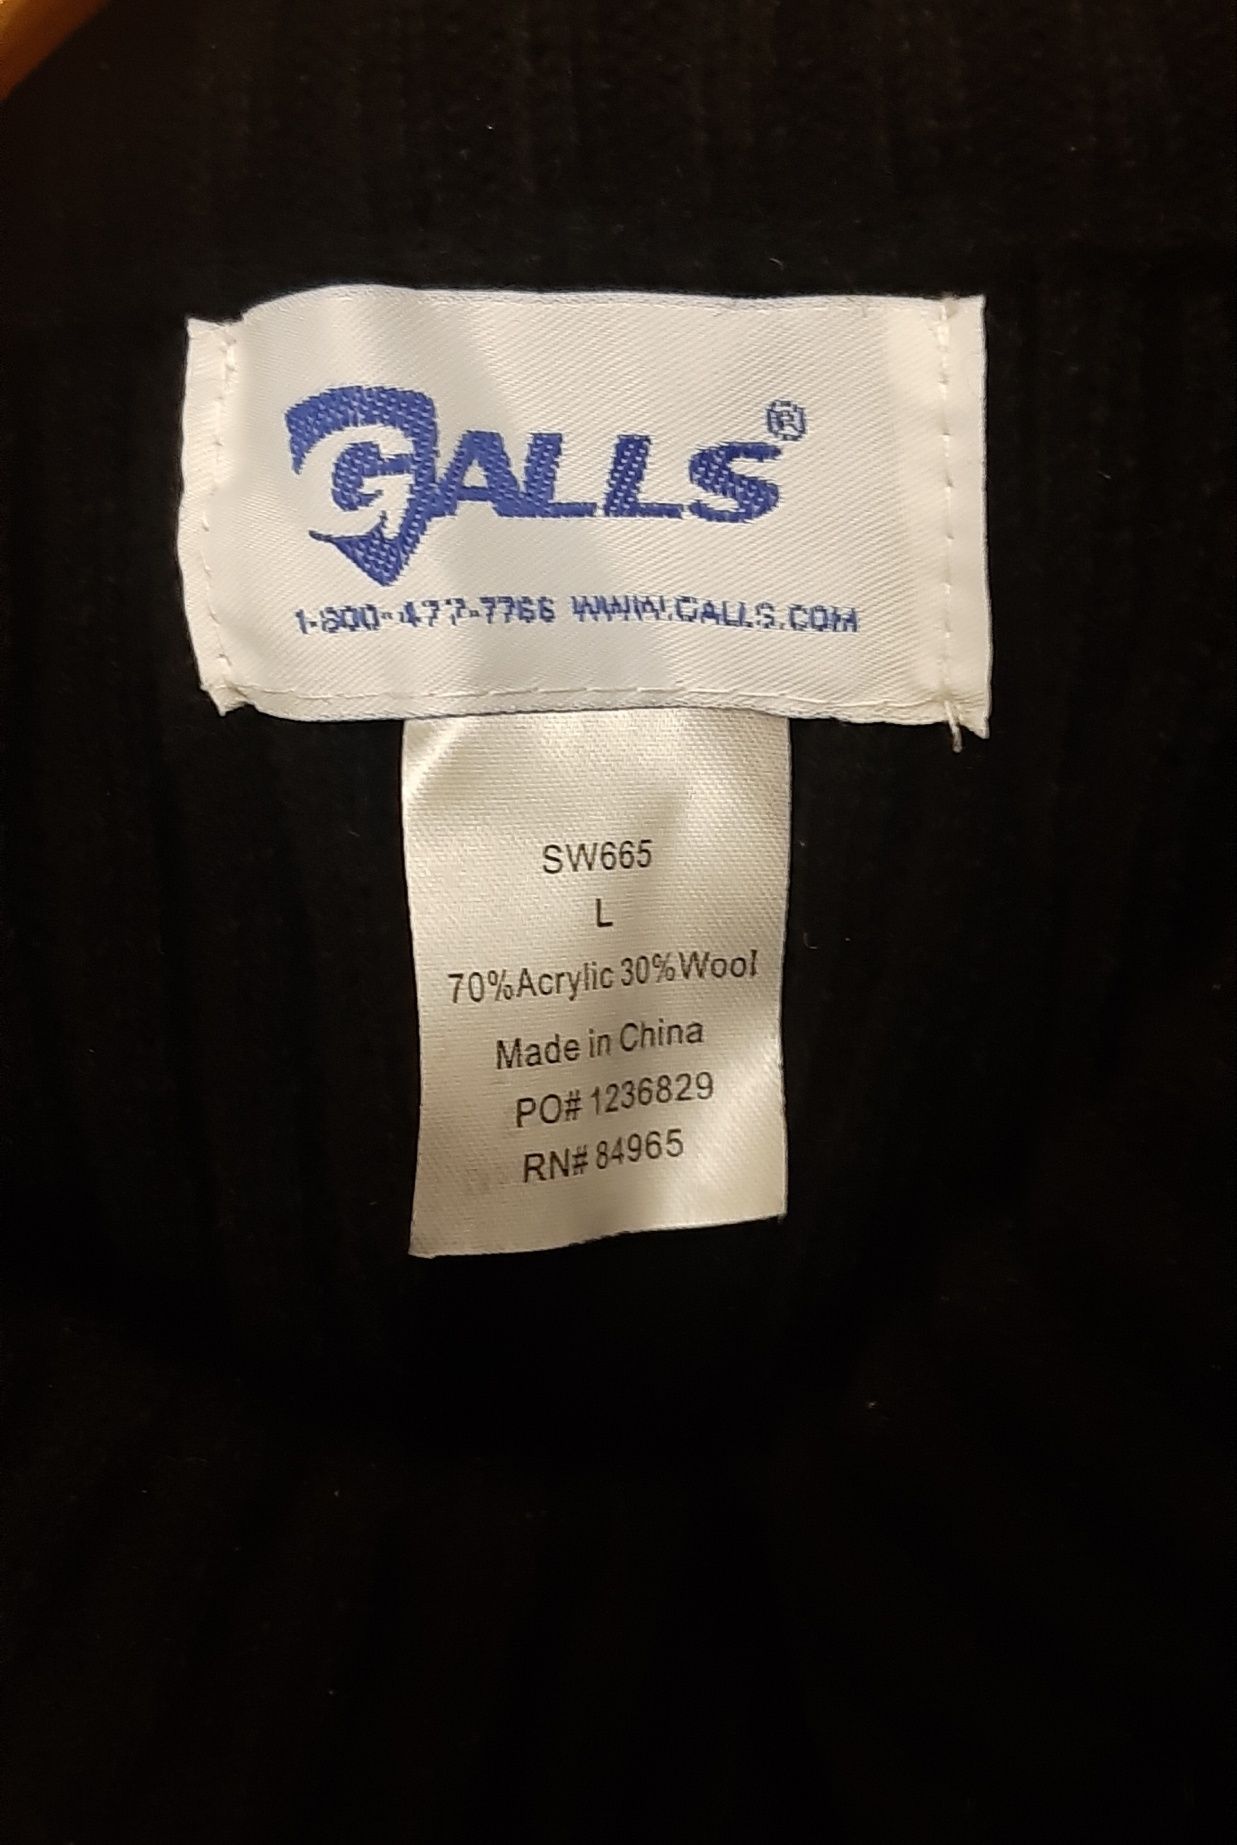 GALLS®
1-800-477-7766 WWW.GALLS.COM
SW665
L
70%Acrylic 30%Wool
Made in China
PO# 1236829
RN# 84965